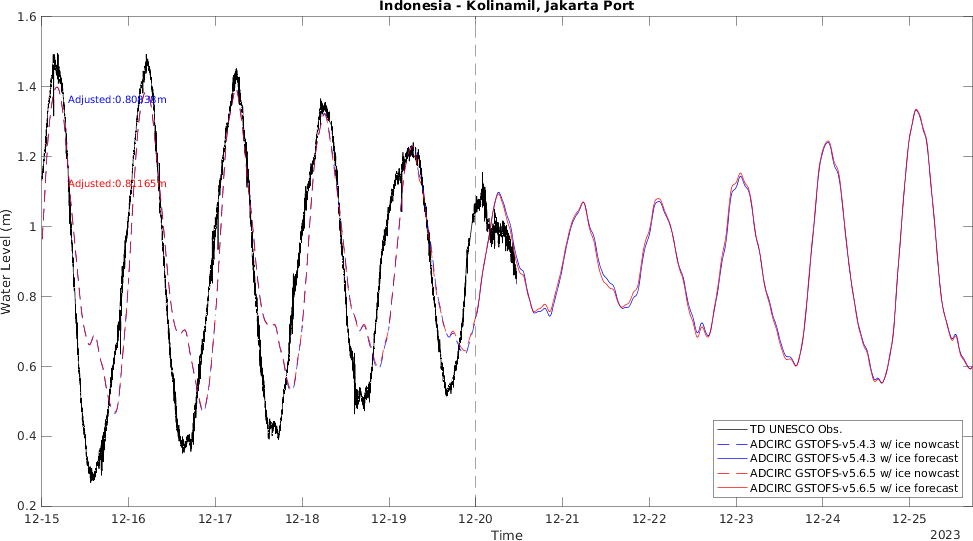 Indonesia - Kolinamil, Jakarta Port
1.6
1.4
1.2
1
0.8
0.6
0.4
0.2
Water Level (m)
Adjusted:0.80838m
Adjusted:0.81165m
TD UNESCO Obs.
ADCIRC GSTOFS-v5.4.3 w/ ice nowcast
ADCIRC GSTOFS-v5.4.3 w/ ice forecast
ADCIRC GSTOFS-v5.6.5 w/ ice nowcast
ADCIRC GSTOFS-v5.6.5 w/ ice forecast
12-15 12-16 12-17 12-18 12-19 12-20 12-21 12-22 12-23 12-24 12-25
Time
2023